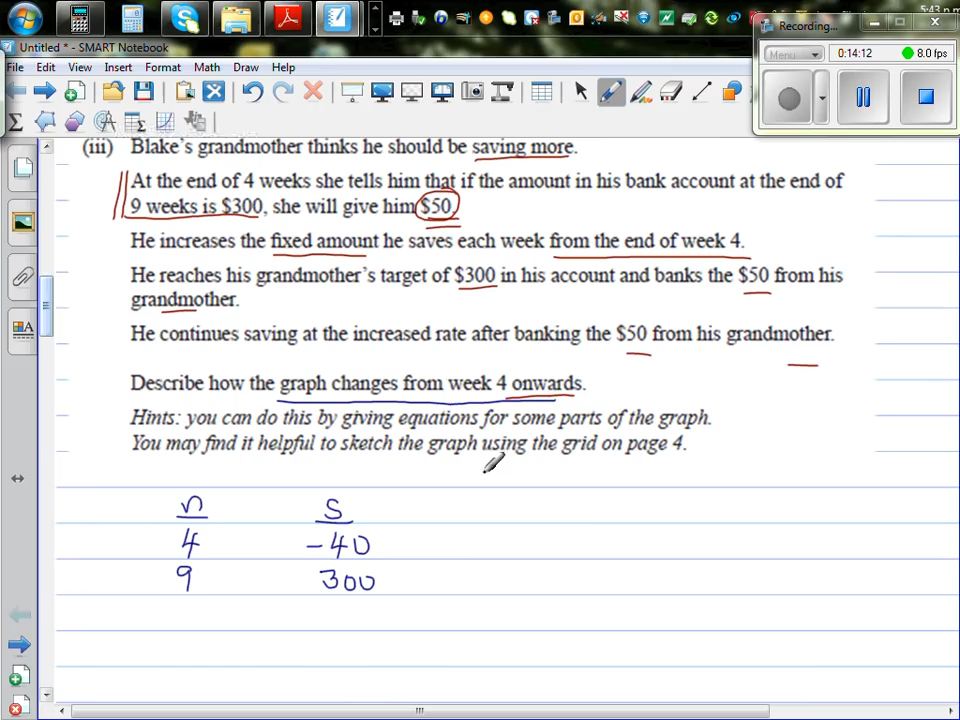 5:43 p.m.
Recording...
Untitled * - SMART Notebook
Menu
0:14:12
8.0 fps
File Edit View Insert Format Math Draw Help
(iii) Blake's grandmother thinks he should be saving more.
At the end of 4 weeks she tells him that if the amount in his bank account at the end of
9 weeks is $300, she will give him $50.
He increases the fixed amount he saves each week from the end of week 4.
He reaches his grandmother's target of $300 in his account and banks the $50 from his
grandmother.
He continues saving at the increased rate after banking the $50 from his grandmother.
Describe how the graph changes from week 4 onwards.
Hints: you can do this by giving equations for some parts of the graph.
You may find it helpful to sketch the graph using the grid on page 4.
n S
4 -40
9 300